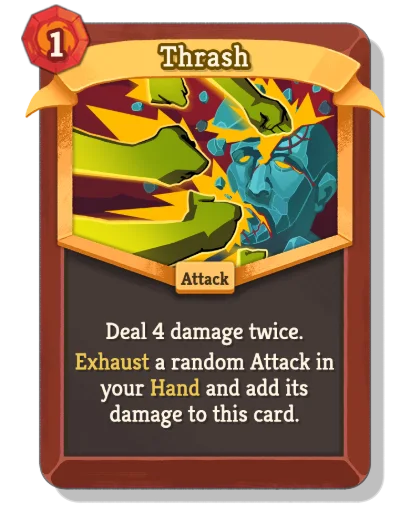 1
Thrash
Attack
Deal 4 damage twice.
Exhaust a random Attack in
your Hand and add its
damage to this card.